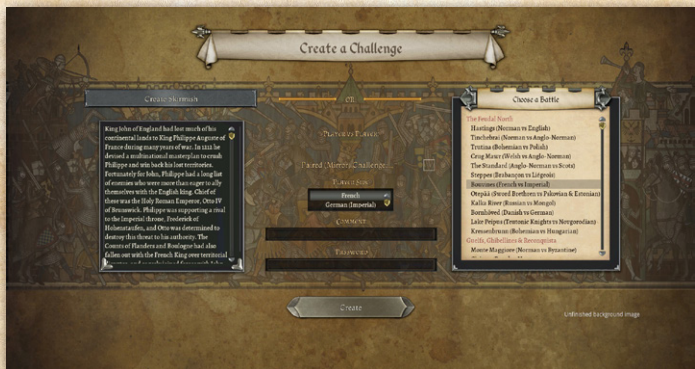 Create a Challenge
Create Skirmish
OR
Choose a Battle
King John of England had lost much of his
continental lands to King Philippe Auguste of
France during many years of war. In 1212 he
devised a multinational masterplan to crush
Philippe and win back his lost territories.
Fortunately for John, Philippe had a long list
of enemies who were more than eager to ally
themselves with the English king. Chief of
these was the Holy Roman Emperor, Otto IV
of Brunswick. Philippe was supporting a rival
to the Imperial throne, Frederick of
Hohenstaufen, and Otto was determined to
destroy this threat to his authority. The
Counts of Flanders and Boulogne had also
fallen out with the French King over territorial
Player vs Player
Paired (Mirror) Challenge
Player Side
French
German (Imperial)
Comment
Password
The Feudal North
Hastings (Norman vs English)
Tinchebrai (Norman vs Anglo-Norman)
Trutina (Bohemian vs Polish)
Crug Mawr (Welsh vs Anglo-Norman)
The Standard (Anglo-Norman vs Scots)
Steppes (Brabançon vs Liégeois)
Bouvines (French vs Imperial)
Otepää (Sword Brethren vs Pskovian & Estonian)
Kalka River (Russian vs Mongol)
Bornhöved (Danish vs German)
Lake Peipus (Teutonic Knights vs Novgorodian)
Kressenbrunn (Bohemian vs Hungarian)
Guelfs, Ghibellines & Reconquista
Monte Maggiore (Norman vs Byzantine)
Create
Unfinished Background image